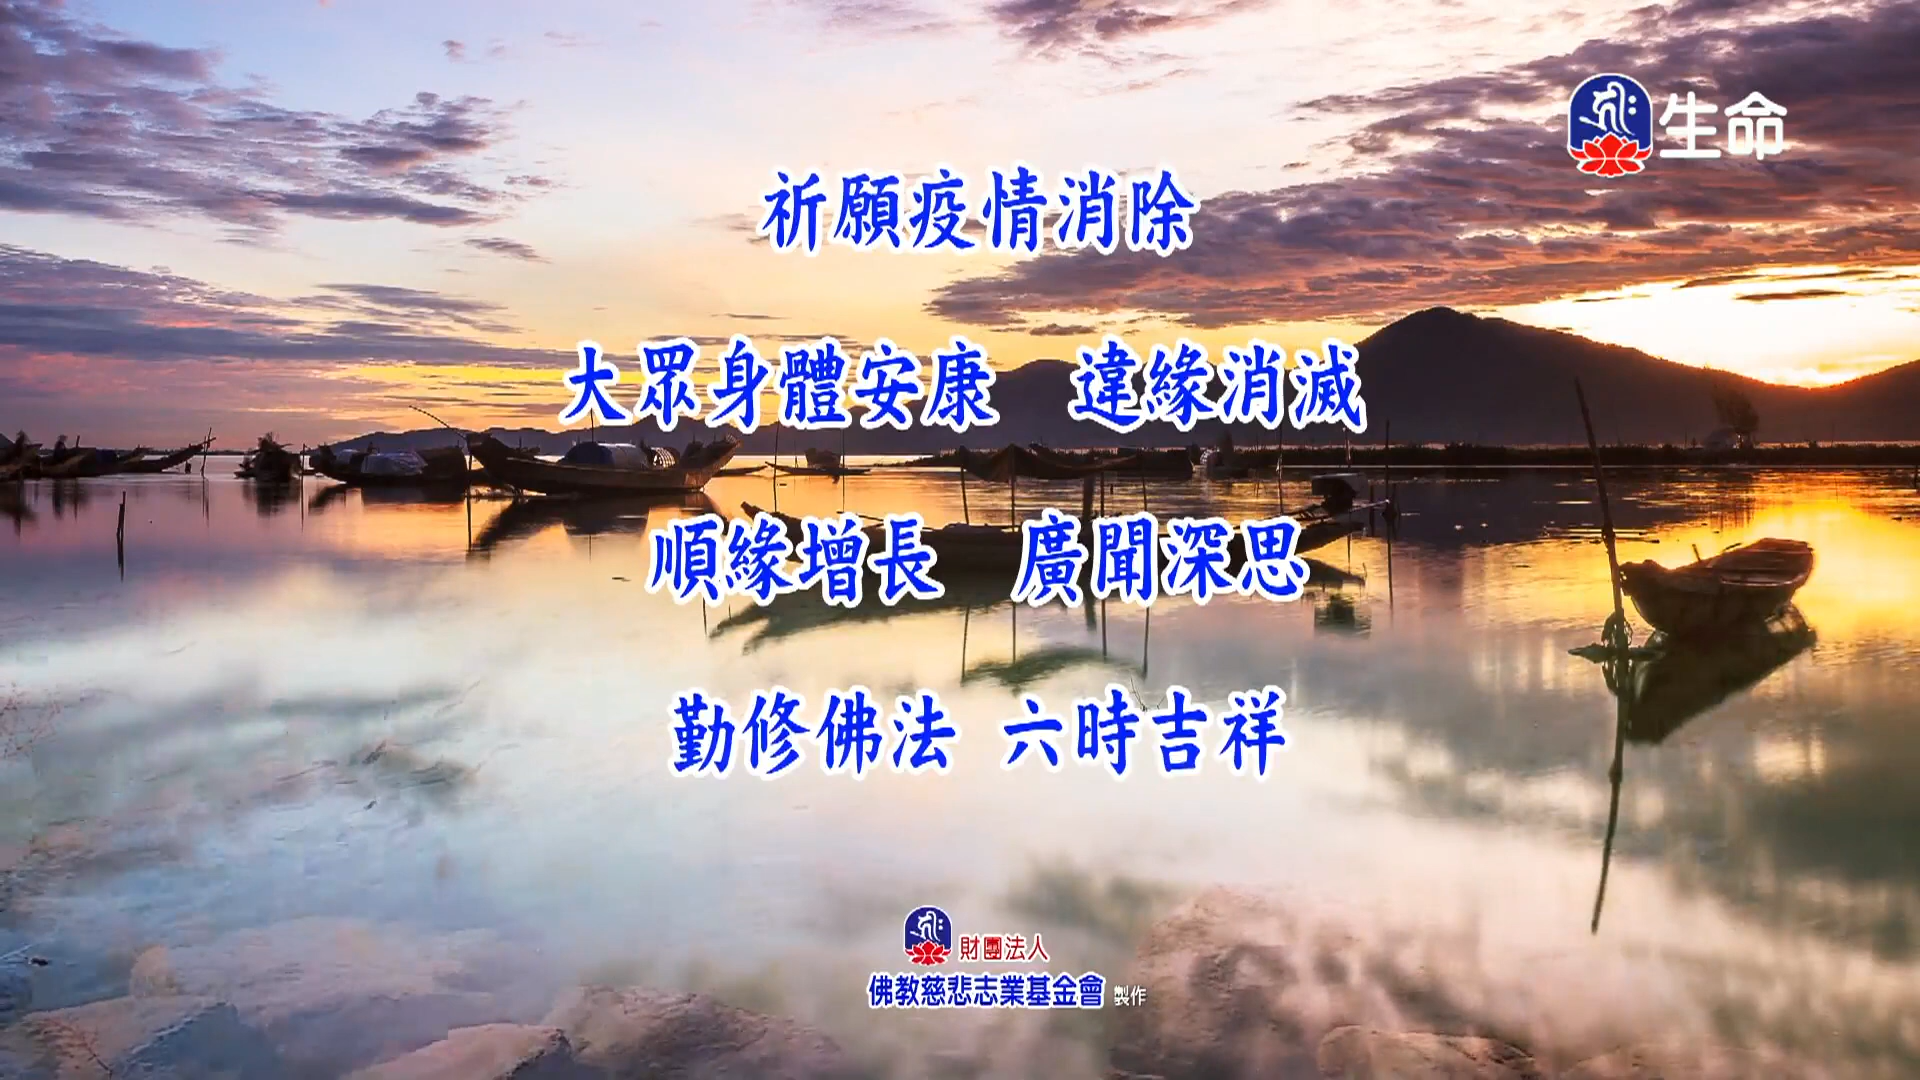 生命
祈願疫情消除
大眾身體安康　違緣消滅
順緣增長　廣聞深思
勤修佛法 六時吉祥
財團法人
佛教慈悲志業基金會 製作